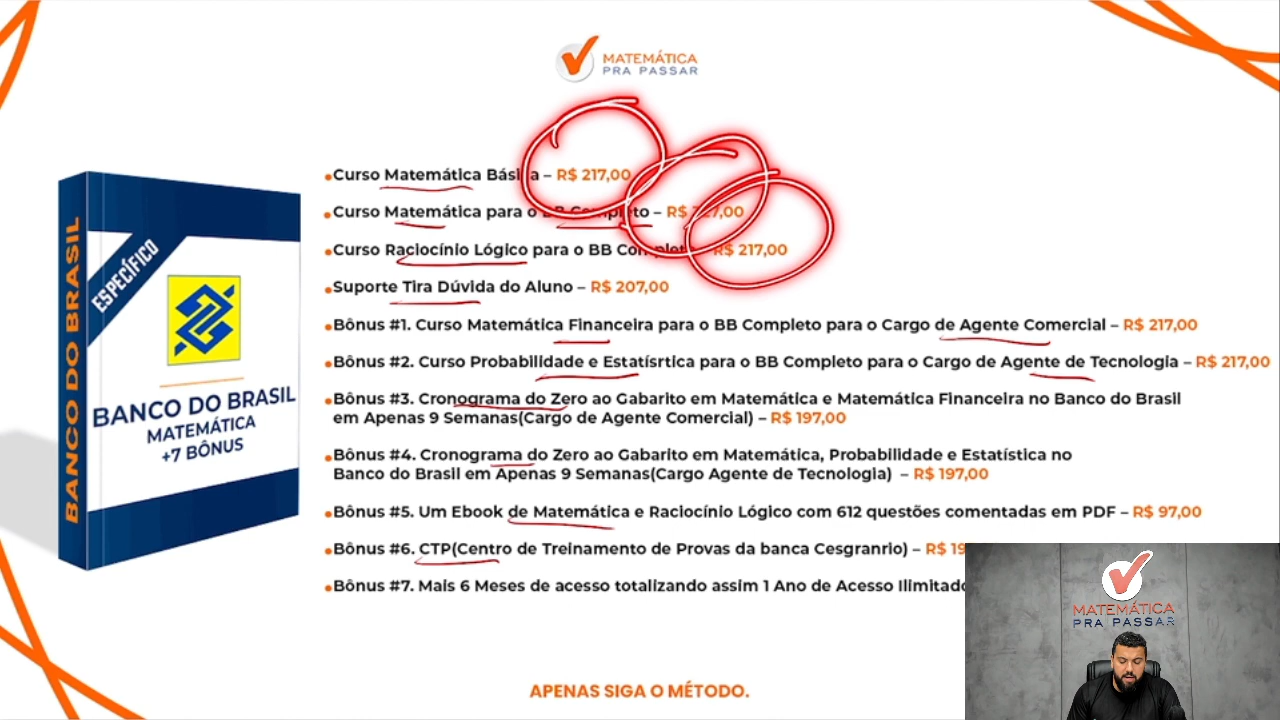 MATEMÁTICA
PRA PASSAR
Curso Matemática Básica – R$ 217,00
Curso Matemática para o BB Completo – R$
Curso Raciocínio Lógico para o BB Completo – R$ 217,00
Suporte Tira Dúvida do Aluno – R$ 207,00
Bônus #1. Curso Matemática Financeira para o BB Completo para o Cargo de Agente Comercial – R$ 217,00
Bônus #2. Curso Probabilidade e Estatísrtica para o BB Completo para o Cargo de Agente de Tecnologia – R$ 217,00
Bônus #3. Cronograma do Zero ao Gabarito em Matemática e Matemática Financeira no Banco do Brasil
em Apenas 9 Semanas(Cargo de Agente Comercial) – R$ 197,00
Bônus #4. Cronograma do Zero ao Gabarito em Matemática, Probabilidade e Estatística no
Banco do Brasil em Apenas 9 Semanas(Cargo Agente de Tecnologia) – R$ 197,00
Bônus #5. Um Ebook de Matemática e Raciocínio Lógico com 612 questões comentadas em PDF – R$ 97,00
Bônus #6. CTP(Centro de Treinamento de Provas da banca Cesgranrio) – R$
Bônus #7. Mais 6 Meses de acesso totalizando assim 1 Ano de Acesso Ilimitado
BANCO DO BRASIL
ESPECÍFICO
BANCO DO BRASIL
MATEMÁTICA
+7 BÔNUS
MATEMÁTICA
PRA PASSAR
APENAS SIGA O MÉTODO.